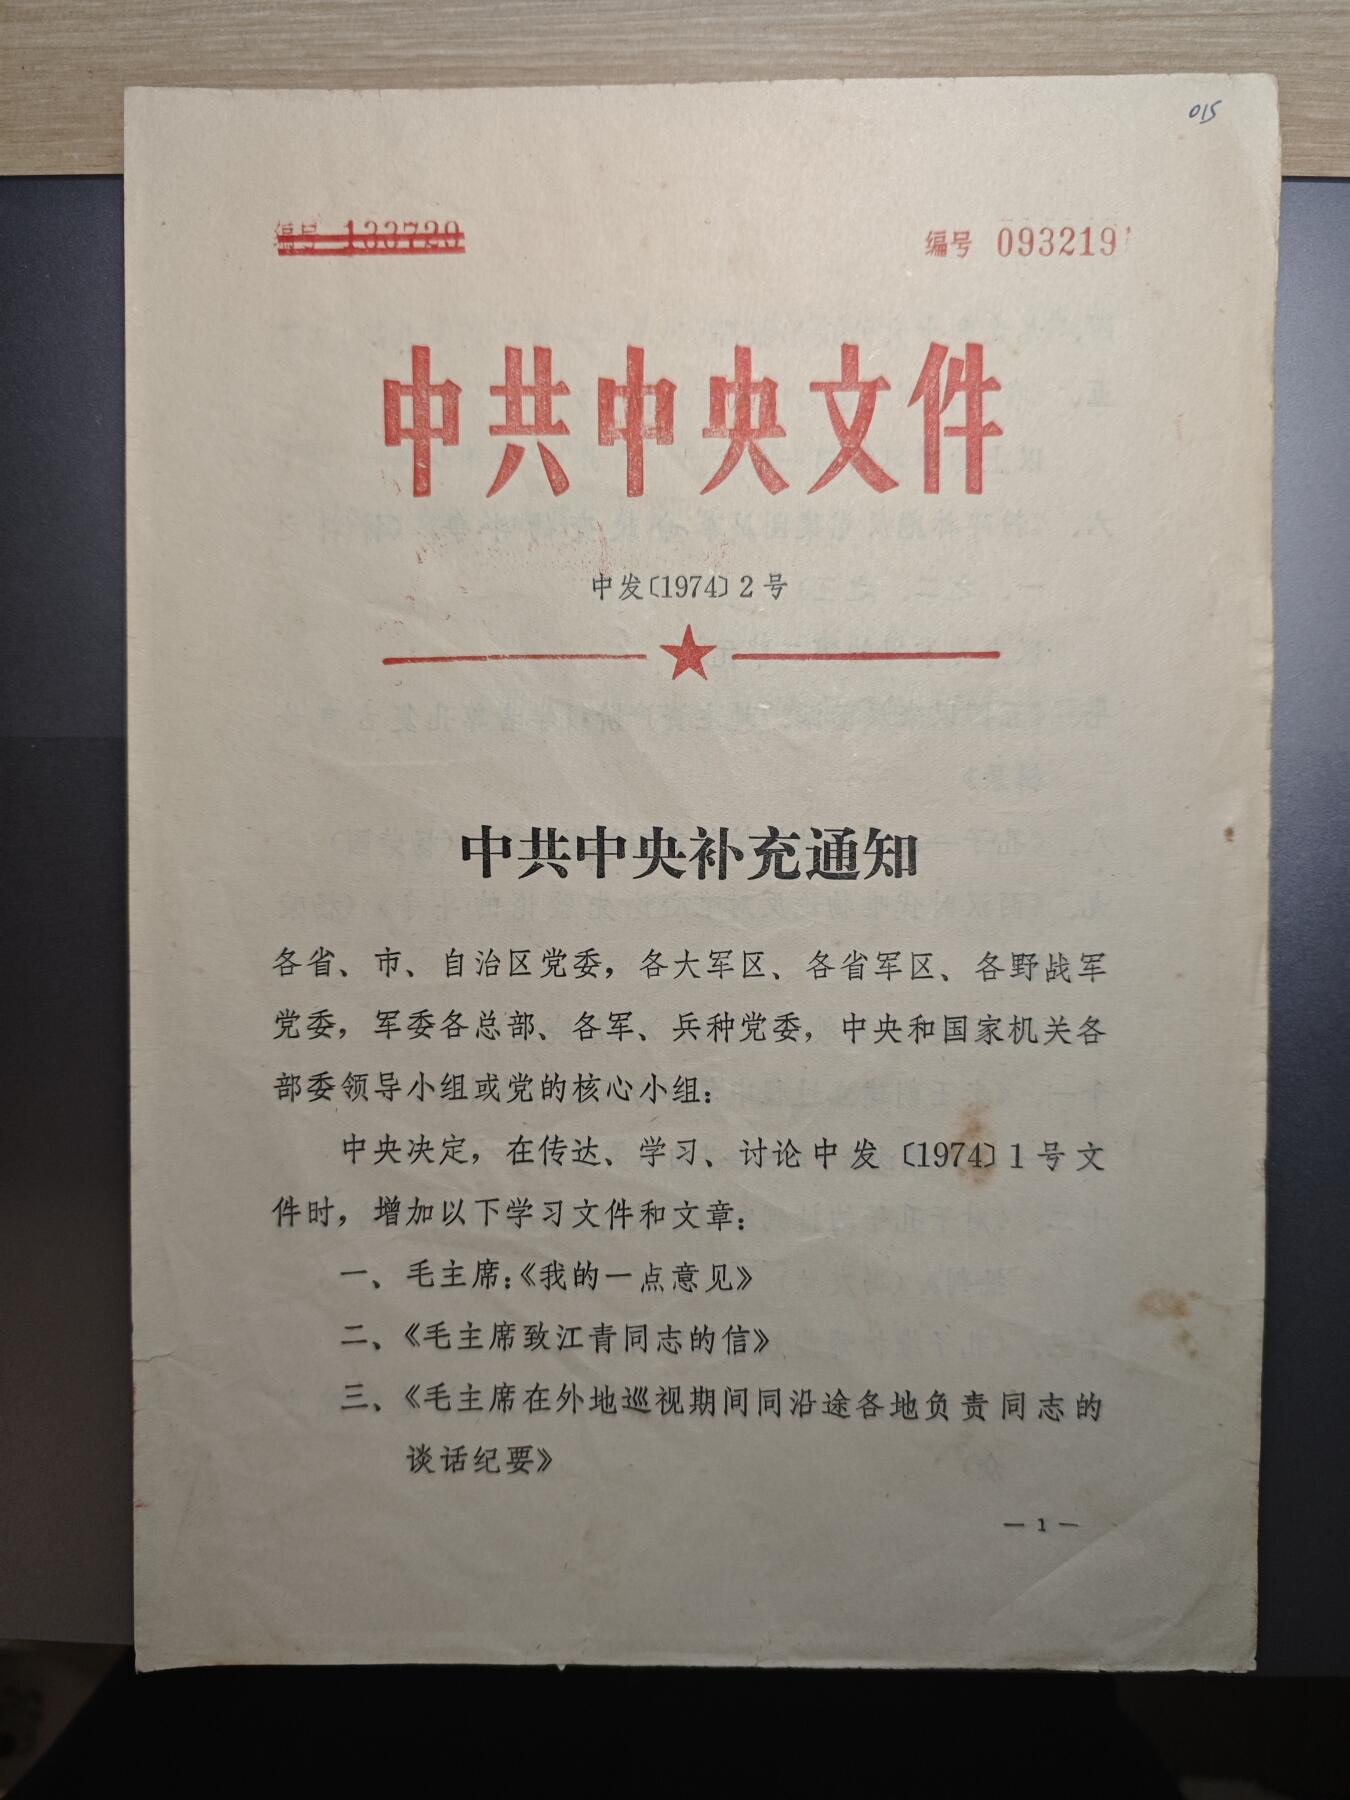 015
编号 133720
编号 093219
中共中央文件
中发〔1974〕2号
中共中央补充通知
各省、市、自治区党委，各大军区、各省军区、各野战军
党委，军委各总部、各军、兵种党委，中央和国家机关各
部委领导小组或党的核心小组：
中央决定，在传达、学习、讨论中发〔1974〕1号文
件时，增加以下学习文件和文章：
一、毛主席：《我的一点意见》
二、《毛主席致江青同志的信》
三、《毛主席在外地巡视期间同沿途各地负责同志的
谈话纪要》
— 1 —